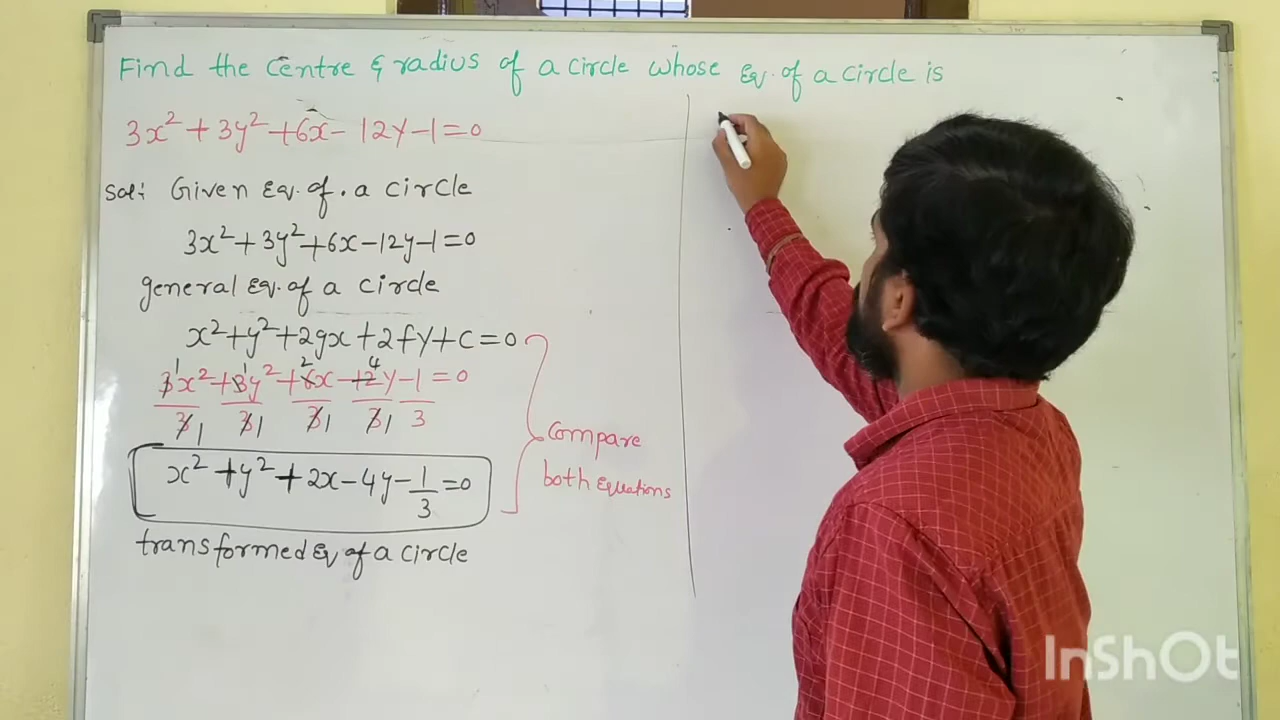 Find the centre & radius of a circle whose Eq. of a circle is
3x² + 3y² + 6x - 12y - 1 = 0
Sol: Given Eq. of. a circle
3x² + 3y² + 6x - 12y - 1 = 0
general Eq. of a circle
x² + y² + 2gx + 2fy + c = 0
3x²/3 + 3y²/3 + 6x/3 - 12y/3 - 1/3 = 0
x² + y² + 2x - 4y - 1/3 = 0
transformed Eq of a circle
Compare
both Equations
InShOt